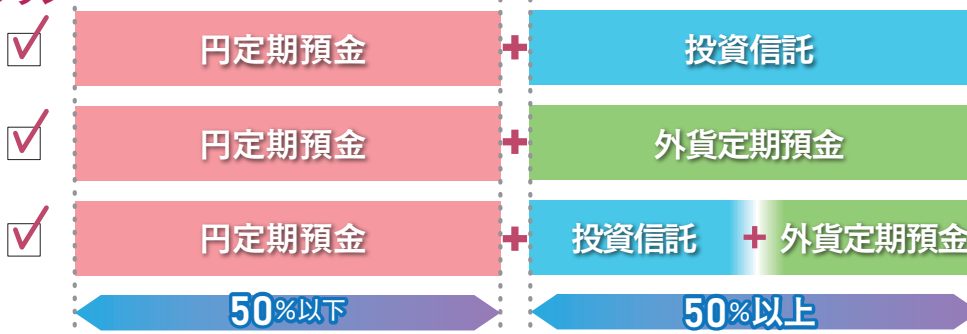 円定期預金 + 投資信託
円定期預金 + 外貨定期預金
円定期預金 + 投資信託 + 外貨定期預金
50%以下 50%以上